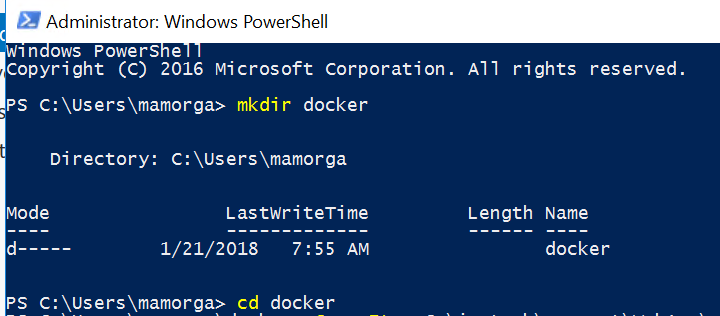 Administrator: Windows PowerShell
Windows PowerShell
Copyright (C) 2016 Microsoft Corporation. All rights reserved.
PS C:\Users\mamorga> mkdir docker
Directory: C:\Users\mamorga
Mode LastWriteTime Length Name
---- ------------- ------ ----
d----- 1/21/2018 7:55 AM docker
PS C:\Users\mamorga> cd docker